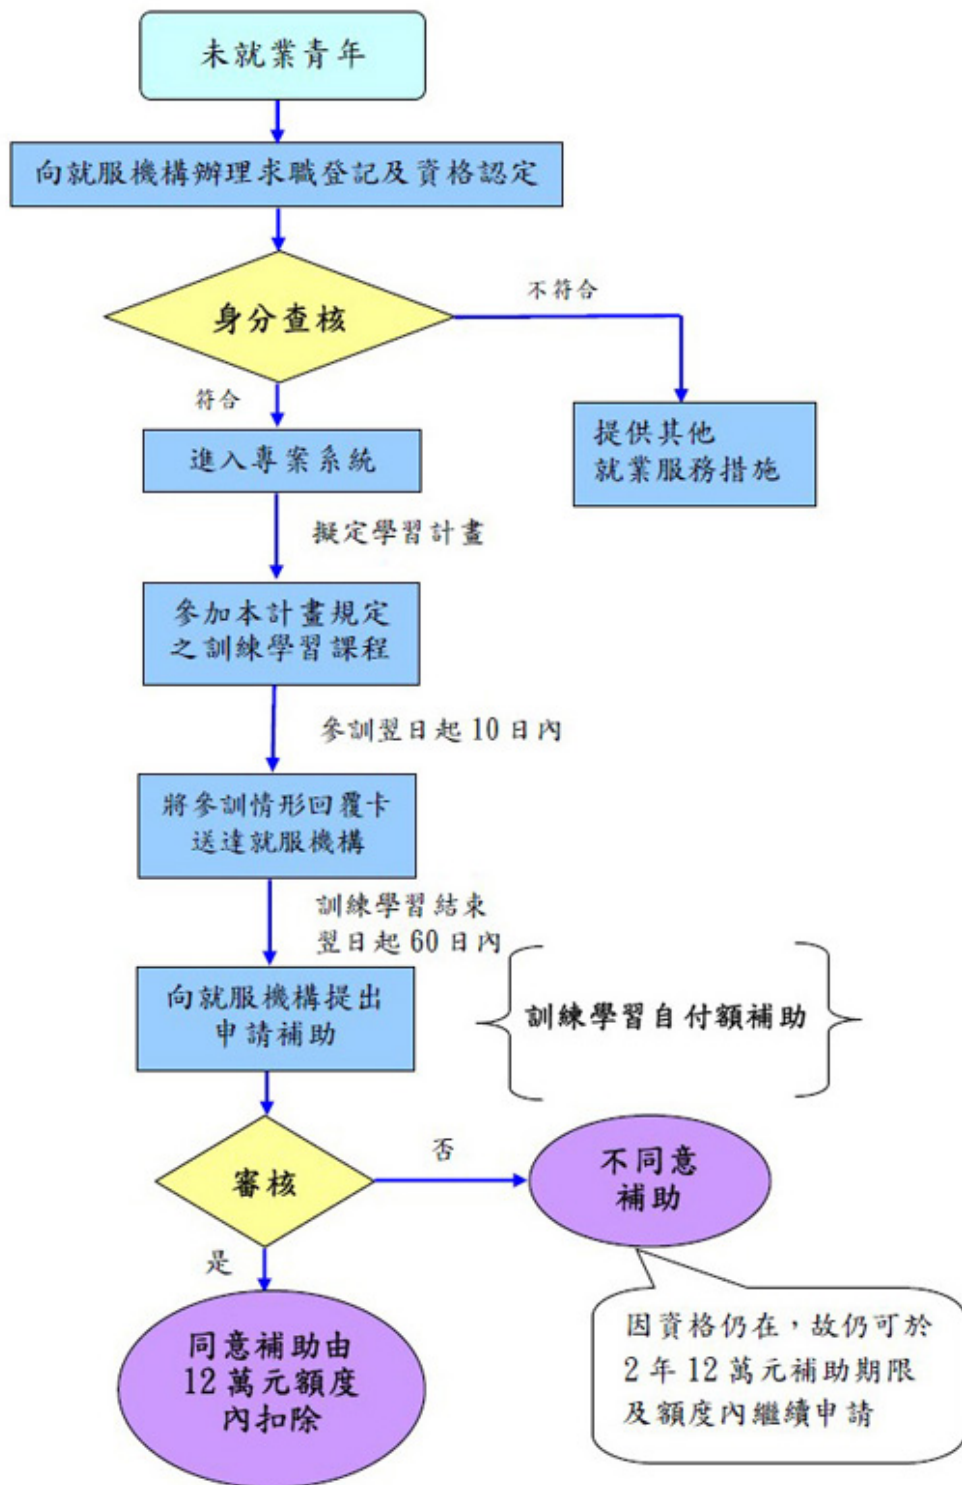 未就業青年
向就服機構辦理求職登記及資格認定
身分查核
不符合
符合
提供其他
就業服務措施
進入專案系統
擬定學習計畫
參加本計畫規定
之訓練學習課程
參訓翌日起 10 日內
將參訓情形回覆卡
送達就服機構
訓練學習結束
翌日起 60 日內
向就服機構提出
申請補助
訓練學習自付額補助
審核
否
不同意
補助
是
同意補助由
12 萬元額度
內扣除
因資格仍在，故仍可於
2 年 12 萬元補助期限
及額度內繼續申請